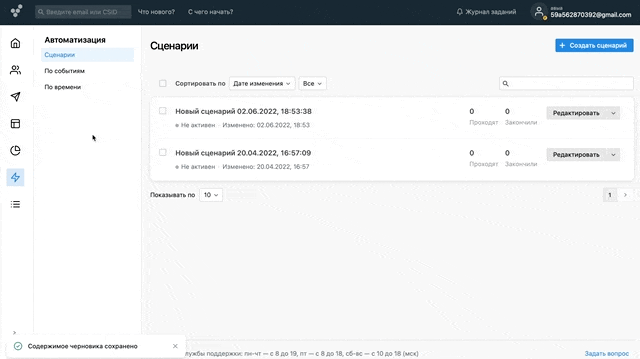 Введите email или CSID
Что нового?
С чего начать?
Журнал заданий
59a562870392@gmail.com
Автоматизация
Сценарии
По событиям
По времени
Сценарии
Создать сценарий
Сортировать по
Дате изменения
Все
Новый сценарий 02.06.2022, 18:53:38
Не активен · Изменено: 02.06.2022, 18:53
0
Проходят
0
Закончили
Редактировать
Новый сценарий 20.04.2022, 16:57:09
Не активен · Изменено: 20.04.2022, 16:57
0
Проходят
0
Закончили
Редактировать
Показывать по
10
1
Содержимое черновика сохранено
лужбы поддержки: пн-чт — с 8 до 19, пт — с 8 до 18, сб-вс — с 10 до 18 (мск)
Задать вопрос